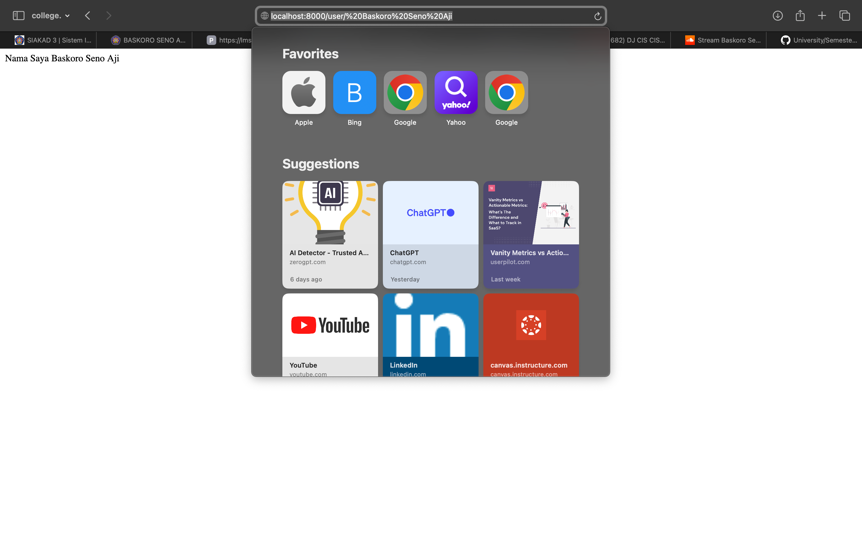 college.
localhost:8000/user/%20Baskoro%20Seno%20Aji
SIAKAD 3 | Sistem I...
BASKORO SENO A...
P https://lms
682) DJ CIS CIS...
Stream Baskoro Se...
University/Semeste...
Nama Saya Baskoro Seno Aji
Favorites
B
yahoo!
Apple
Bing
Google
Yahoo
Google
Suggestions
AI
AI Detector - Trusted A...
zerogpt.com
6 days ago
ChatGPT
ChatGPT
chatgpt.com
Yesterday
Vanity Metrics vs
Actionable Metrics:
What's The
Difference and
What to Track in
SaaS?
Vanity Metrics vs Actio...
userpilot.com
Last week
YouTube
YouTube
youtube.com
in
LinkedIn
linkedin.com
canvas.instructure.com
canvas.instructure.com